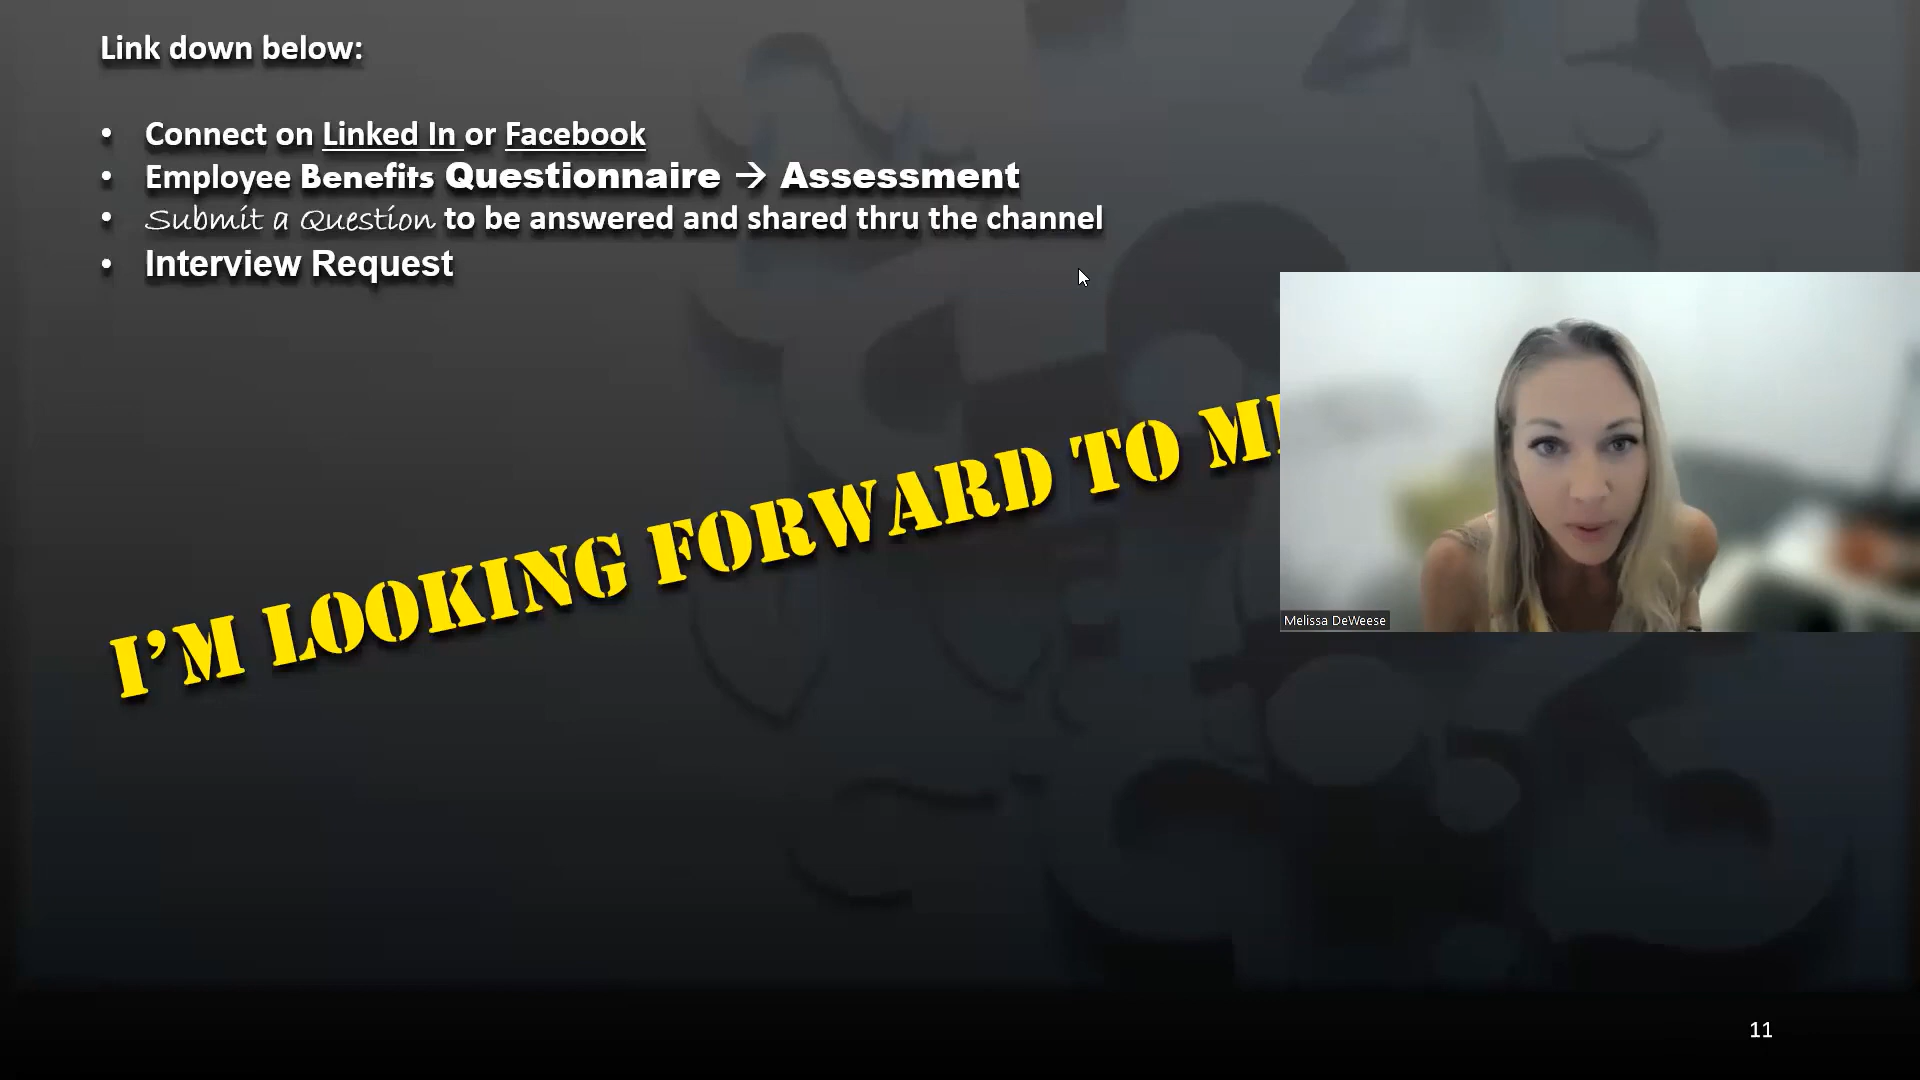 Link down below:
• Connect on Linked In or Facebook
• Employee Benefits Questionnaire → Assessment
• Submit a Question to be answered and shared thru the channel
• Interview Request
I'M LOOKING FORWARD TO
Melissa DeWeese
11